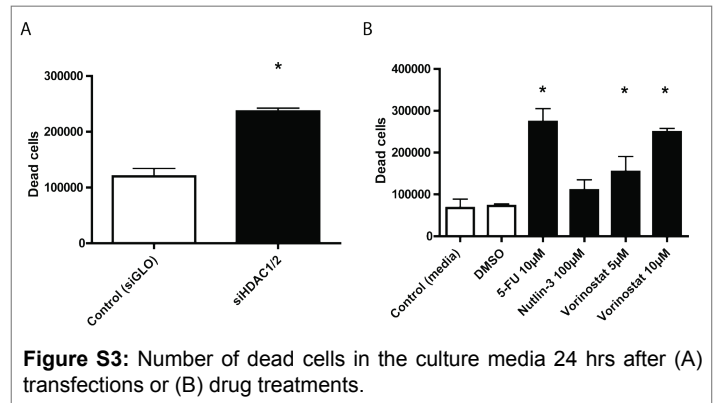 A
B
*
300000
200000
100000
0
Dead cells
Control (siGLO)
siHDAC1/2
400000
300000
200000
100000
0
Dead cells
*
*
*
Control (media)
DMSO
5-FU 10µM
Nutlin-3 100µM
Vorinostat 5µM
Vorinostat 10µM
Figure S3: Number of dead cells in the culture media 24 hrs after (A)
transfections or (B) drug treatments.